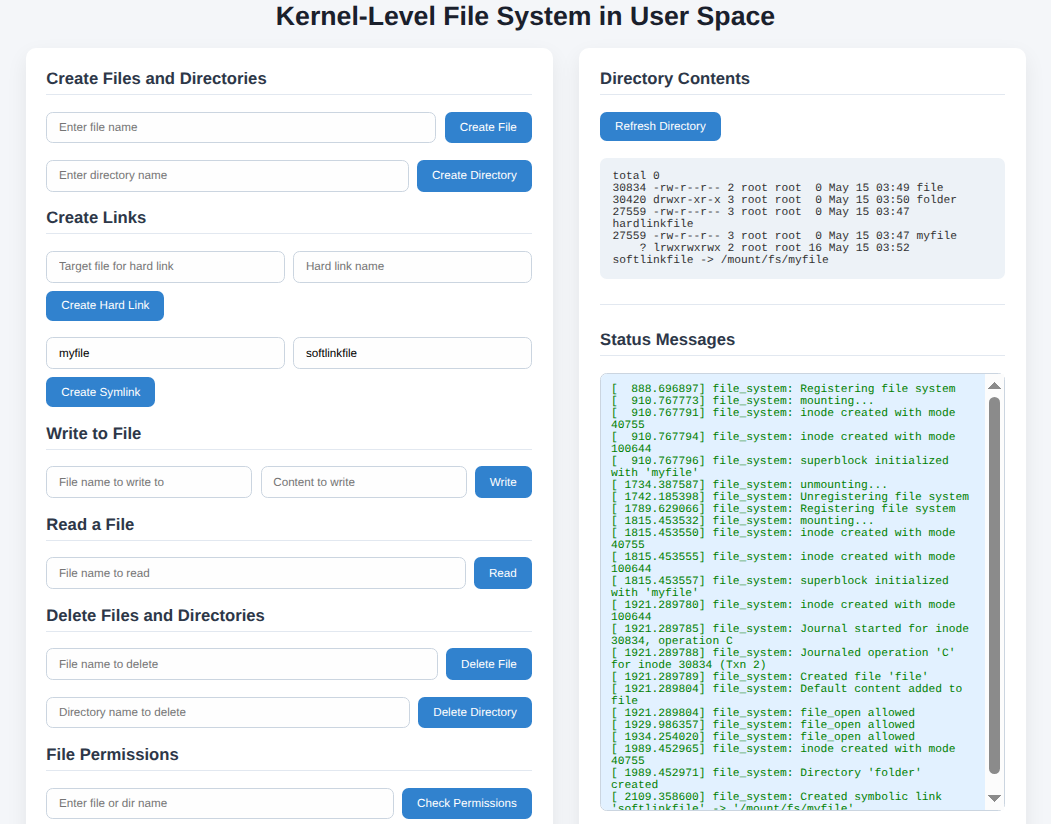 Kernel-Level File System in User Space
Create Files and Directories
Enter file name
Create File
Enter directory name
Create Directory
Create Links
Target file for hard link
Hard link name
Create Hard Link
myfile
softlinkfile
Create Symlink
Write to File
File name to write to
Content to write
Write
Read a File
File name to read
Read
Delete Files and Directories
File name to delete
Delete File
Directory name to delete
Delete Directory
File Permissions
Enter file or dir name
Check Permissions
Directory Contents
Refresh Directory
total 0
30834 -rw-r--r-- 2 root root  0 May 15 03:49 file
30420 drwxr-xr-x 3 root root  0 May 15 03:50 folder
27559 -rw-r--r-- 3 root root  0 May 15 03:47
hardlinkfile
27559 -rw-r--r-- 3 root root  0 May 15 03:47 myfile
    ? lrwxrwxrwx 2 root root 16 May 15 03:52
softlinkfile -> /mount/fs/myfile
Status Messages
[  888.696897] file_system: Registering file system
[  910.767773] file_system: mounting...
[  910.767791] file_system: inode created with mode
40755
[  910.767794] file_system: inode created with mode
100644
[  910.767796] file_system: superblock initialized
with 'myfile'
[ 1734.387587] file_system: unmounting...
[ 1742.185398] file_system: Unregistering file system
[ 1789.629066] file_system: Registering file system
[ 1815.453532] file_system: mounting...
[ 1815.453550] file_system: inode created with mode
40755
[ 1815.453555] file_system: inode created with mode
100644
[ 1815.453557] file_system: superblock initialized
with 'myfile'
[ 1921.289780] file_system: inode created with mode
100644
[ 1921.289785] file_system: Journal started for inode
30834, operation C
[ 1921.289788] file_system: Journaled operation 'C'
for inode 30834 (Txn 2)
[ 1921.289789] file_system: Created file 'file'
[ 1921.289804] file_system: Default content added to
file
[ 1921.289804] file_system: file_open allowed
[ 1929.986357] file_system: file_open allowed
[ 1934.254020] file_system: file_open allowed
[ 1989.452965] file_system: inode created with mode
40755
[ 1989.452971] file_system: Directory 'folder'
created
[ 2109.358600] file_system: Created symbolic link
'softlinkfile' -> '/mount/fs/myfile'